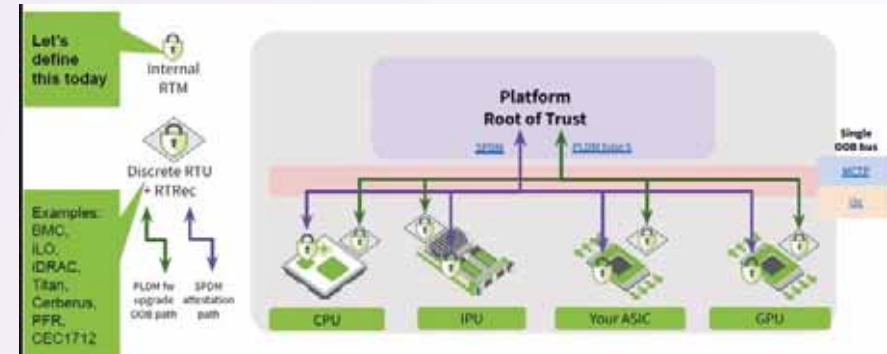 Let's
define
this today
Internal
RTM
Discrete RTU
+ RTRec
Examples:
BMC,
iLO,
iDRAC,
Titan,
Cerberus,
PFR,
CEC1712
PLDM fw
upgrade
OOB path
SPDM
attestation
path
Platform
Root of Trust
SPDM
PLDM type 5
Single
OOB bus
MCTP
I3c
CPU
IPU
Your ASIC
GPU